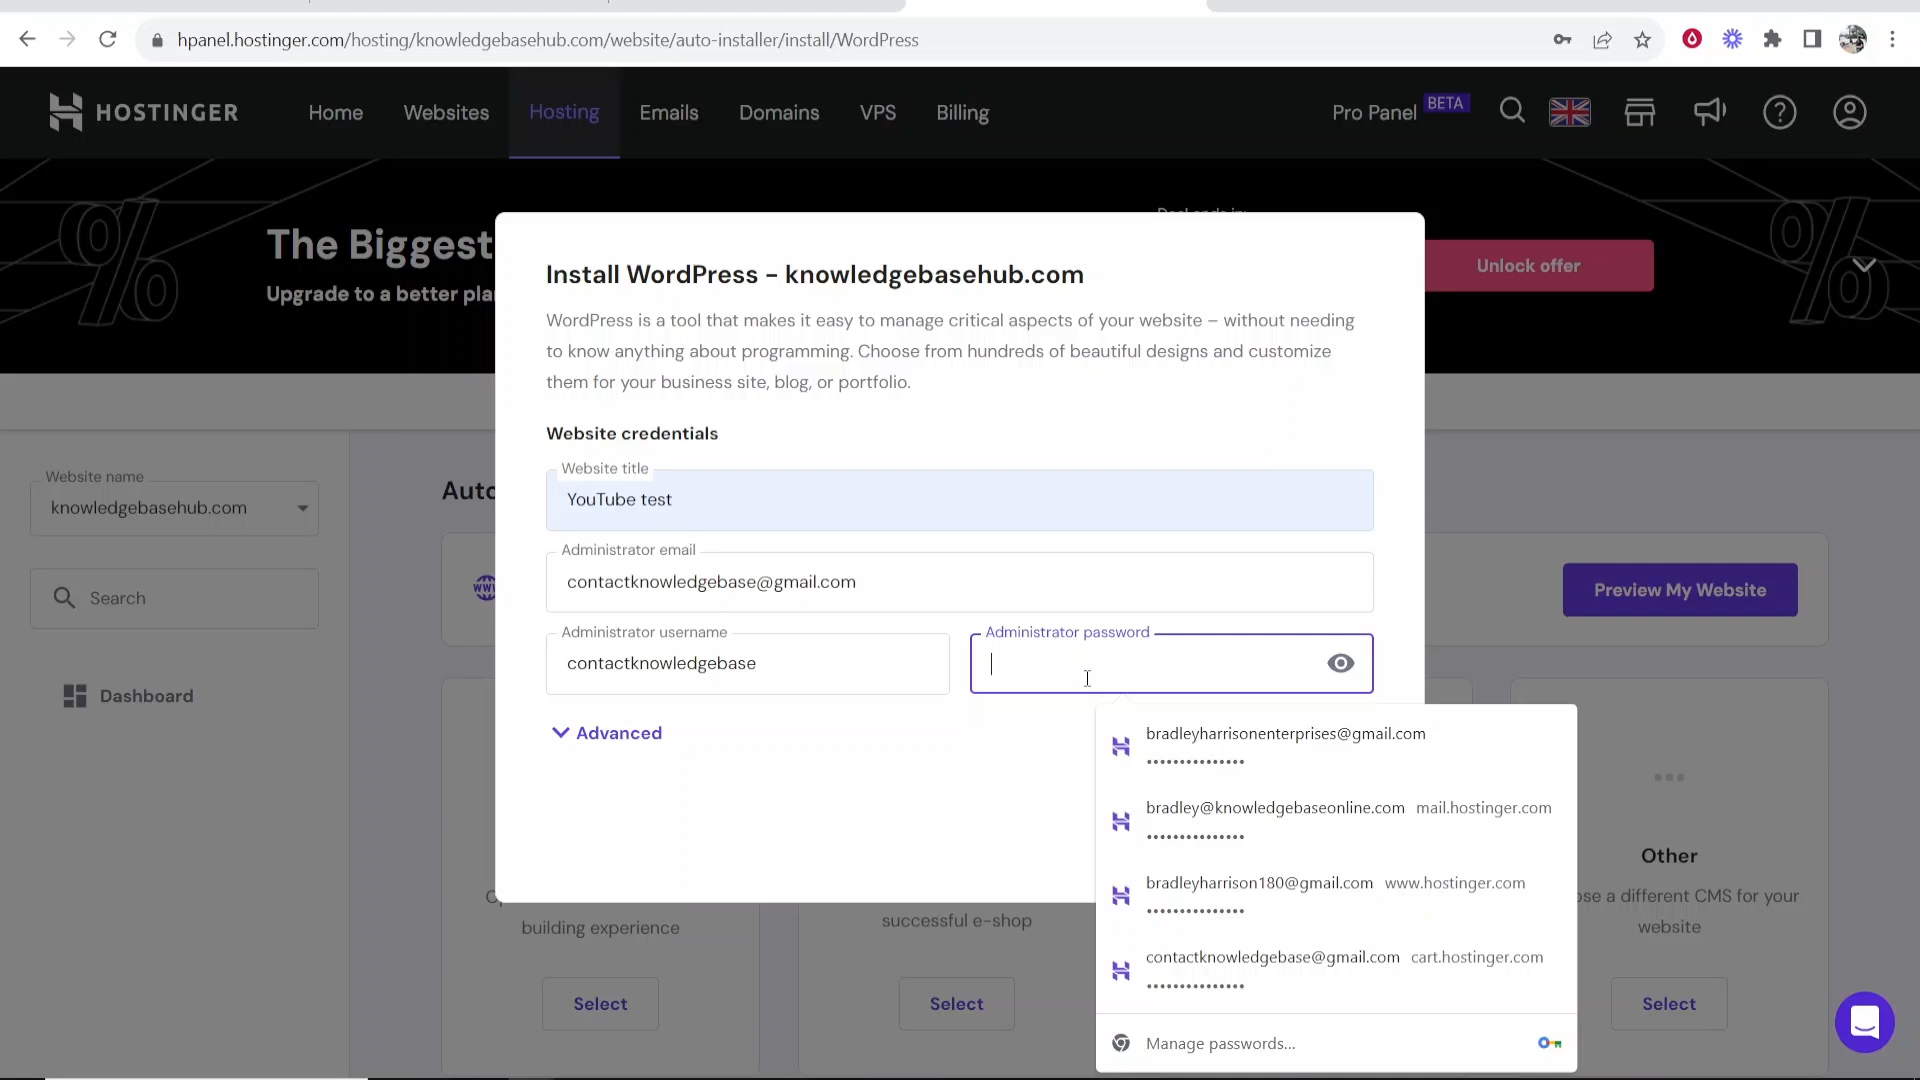 hpanel.hostinger.com/hosting/knowledgebasehub.com/website/auto-installer/install/WordPress
HOSTINGER
Home
Websites
Hosting
Emails
Domains
VPS
Billing
Pro Panel BETA
The Biggest
Upgrade to a better
Unlock offer
%
%
Install WordPress – knowledgebasehub.com
WordPress is a tool that makes it easy to manage critical aspects of your website – without needing
to know anything about programming. Choose from hundreds of beautiful designs and customize
them for your business site, blog, or portfolio.
Website credentials
Website title
YouTube test
Administrator email
contactknowledgebase@gmail.com
Administrator username
contactknowledgebase
Administrator password
Advanced
bradleyharrisonenterprises@gmail.com
•••••••••••••••
bradley@knowledgebaseonline.com mail.hostinger.com
•••••••••••••••
bradleyharrison180@gmail.com www.hostinger.com
•••••••••••••••
contactknowledgebase@gmail.com cart.hostinger.com
•••••••••••••••
Manage passwords...
Website name
knowledgebasehub.com
Search
Dashboard
Auto
www
Preview My Website
building experience
Select
successful e-shop
Select
Other
a different CMS for your
website
Select